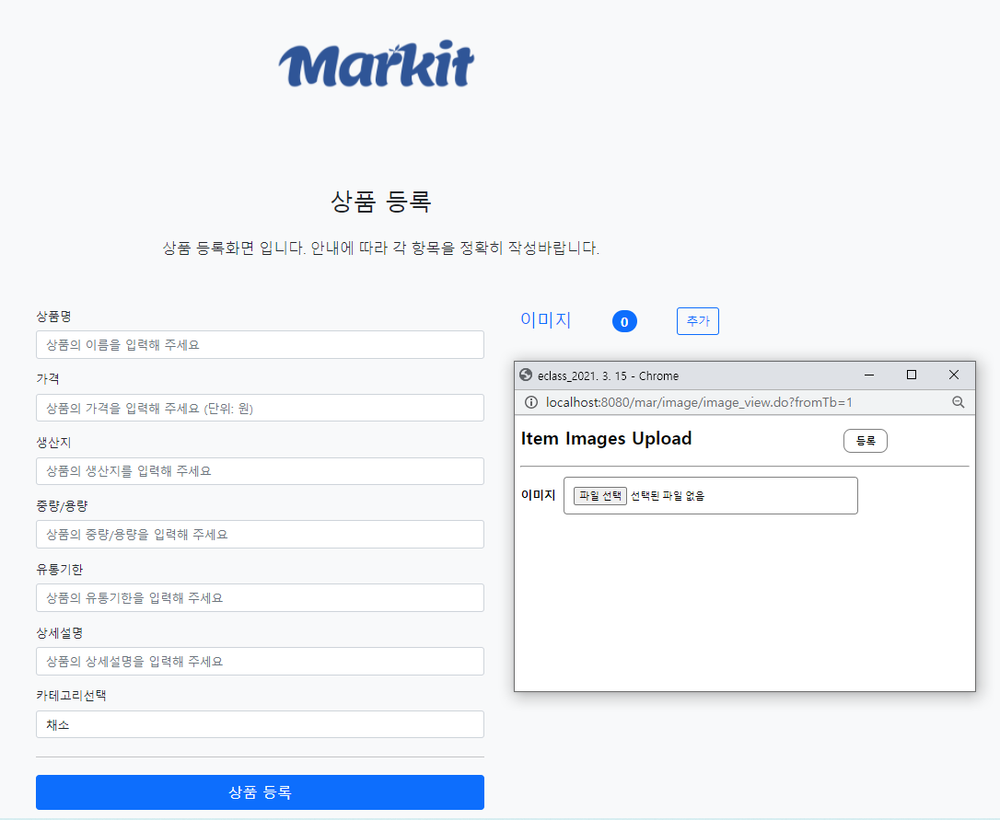 Markit
상품 등록
상품 등록화면 입니다. 안내에 따라 각 항목을 정확히 작성바랍니다.
상품명
상품의 이름을 입력해 주세요
가격
상품의 가격을 입력해 주세요 (단위: 원)
생산지
상품의 생산지를 입력해 주세요
중량/용량
상품의 중량/용량을 입력해 주세요
유통기한
상품의 유통기한을 입력해 주세요
상세설명
상품의 상세설명을 입력해 주세요
카테고리선택
채소
상품 등록
이미지 0 추가
eclass_2021. 3. 15 - Chrome
localhost:8080/mar/image/image_view.do?fromTb=1
Item Images Upload 등록
이미지 파일 선택 선택된 파일 없음